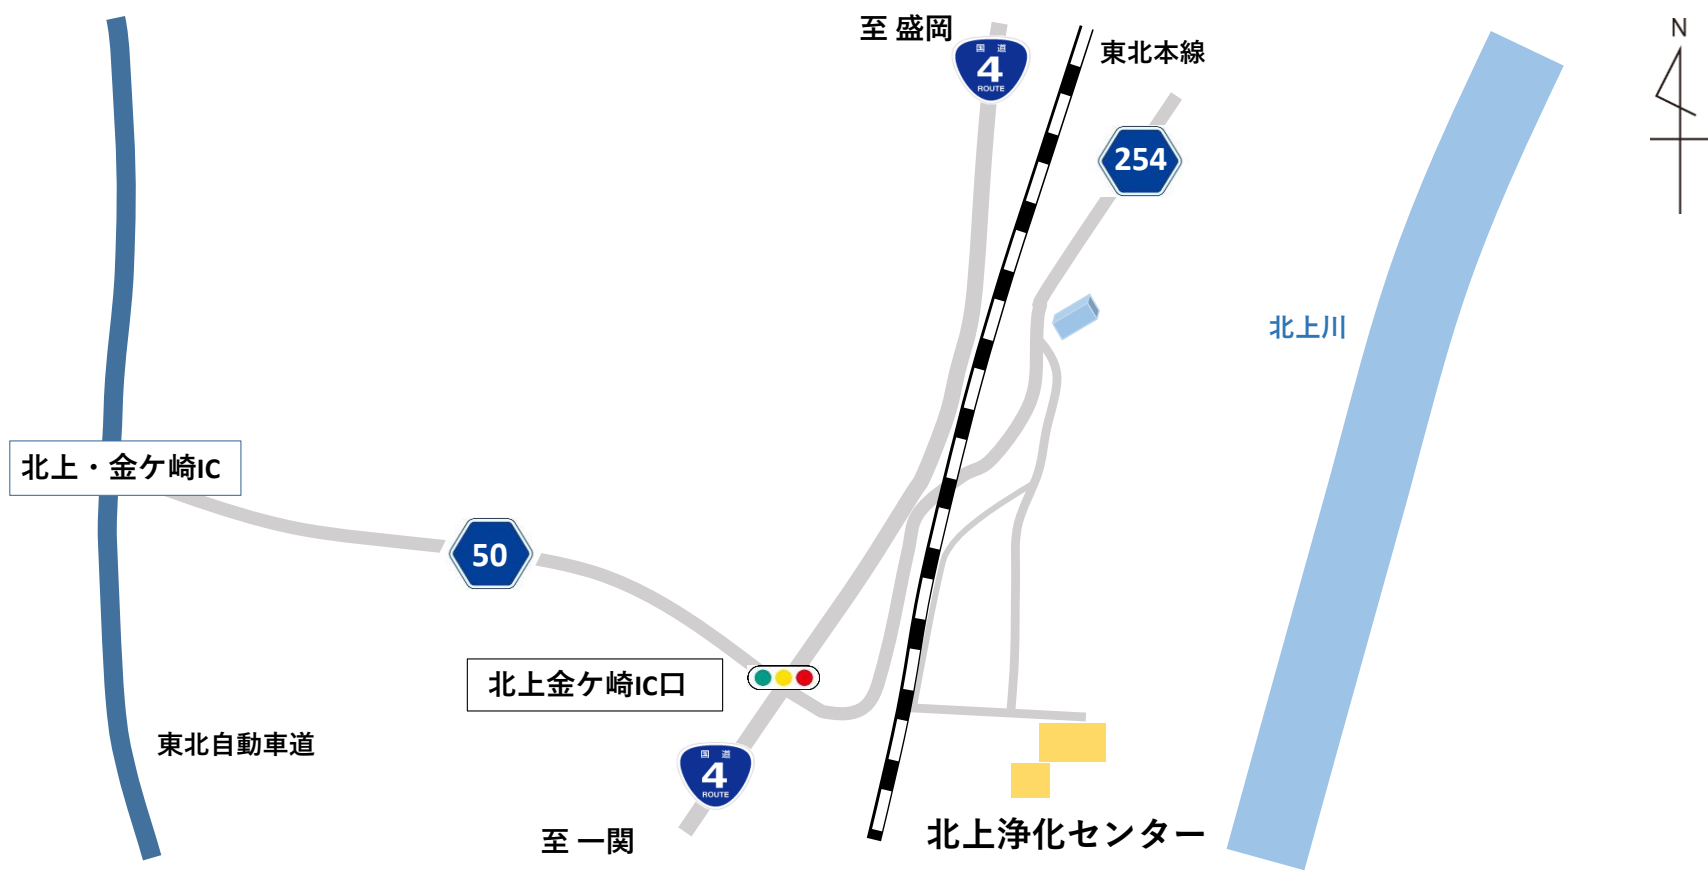 至 盛岡
国 道
4
ROUTE
東北本線
N
254
北上川
北上・金ケ崎IC
50
北上金ケ崎IC口
東北自動車道
国 道
4
ROUTE
至 一関
北上浄化センター